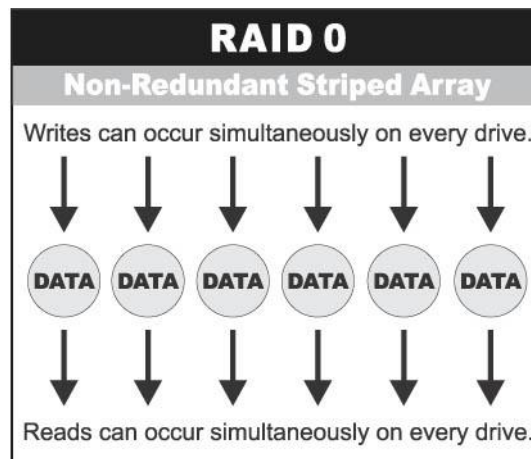 RAID 0
Non-Redundant Striped Array
Writes can occur simultaneously on every drive.
DATA DATA DATA DATA DATA DATA
Reads can occur simultaneously on every drive.